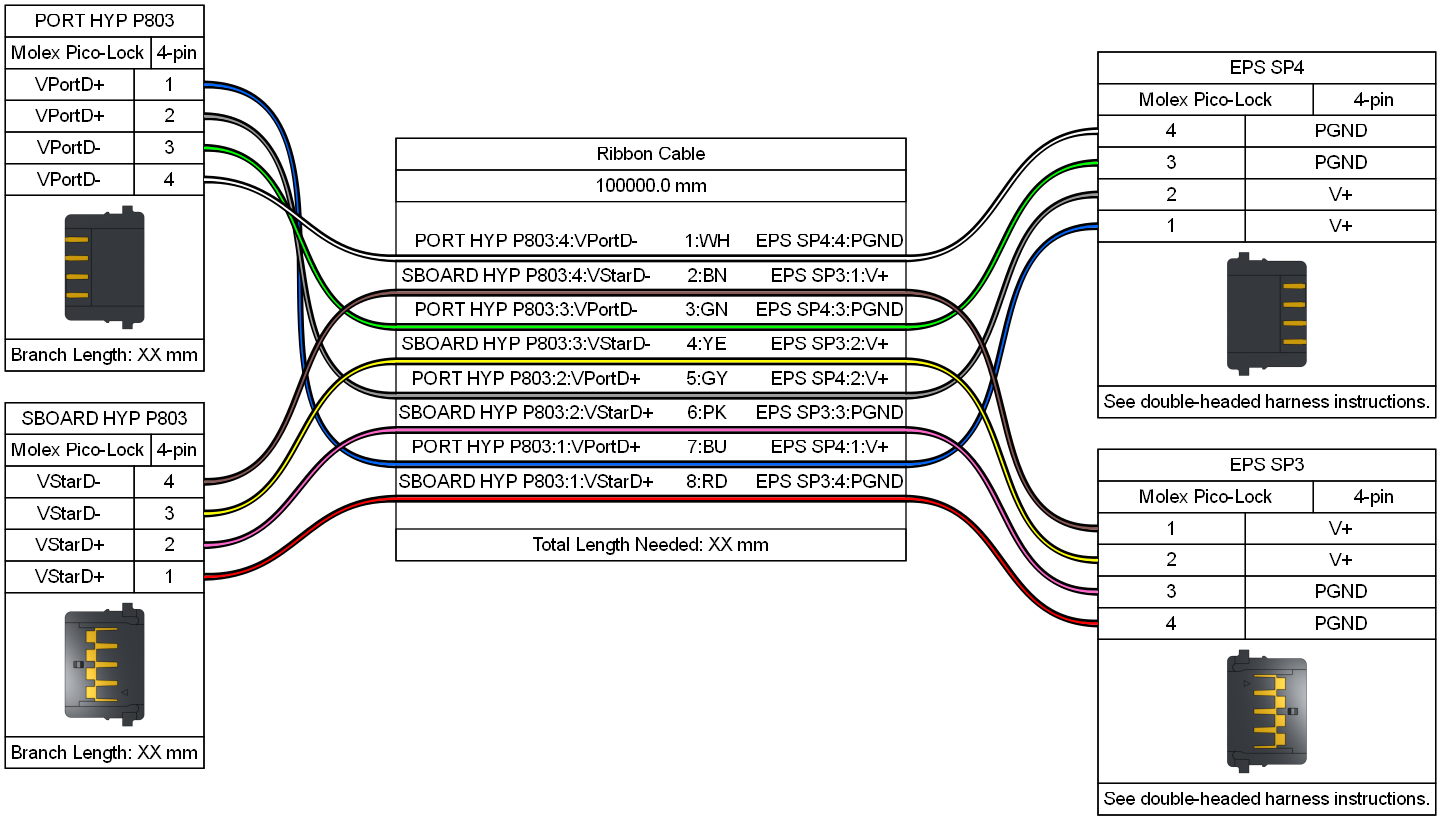 PORT HYP P803
Molex Pico-Lock 4-pin
VPortD+ 1
VPortD+ 2
VPortD- 3
VPortD- 4
Branch Length: XX mm
SBOARD HYP P803
Molex Pico-Lock 4-pin
VStarD- 4
VStarD- 3
VStarD+ 2
VStarD+ 1
Branch Length: XX mm
Ribbon Cable
100000.0 mm
PORT HYP P803:4:VPortD- 1:WH EPS SP4:4:PGND
SBOARD HYP P803:4:VStarD- 2:BN EPS SP3:1:V+
PORT HYP P803:3:VPortD- 3:GN EPS SP4:3:PGND
SBOARD HYP P803:3:VStarD- 4:YE EPS SP3:2:V+
PORT HYP P803:2:VPortD+ 5:GY EPS SP4:2:V+
SBOARD HYP P803:2:VStarD+ 6:PK EPS SP3:3:PGND
PORT HYP P803:1:VPortD+ 7:BU EPS SP4:1:V+
SBOARD HYP P803:1:VStarD+ 8:RD EPS SP3:4:PGND
Total Length Needed: XX mm
EPS SP4
Molex Pico-Lock 4-pin
4 PGND
3 PGND
2 V+
1 V+
See double-headed harness instructions.
EPS SP3
Molex Pico-Lock 4-pin
1 V+
2 V+
3 PGND
4 PGND
See double-headed harness instructions.